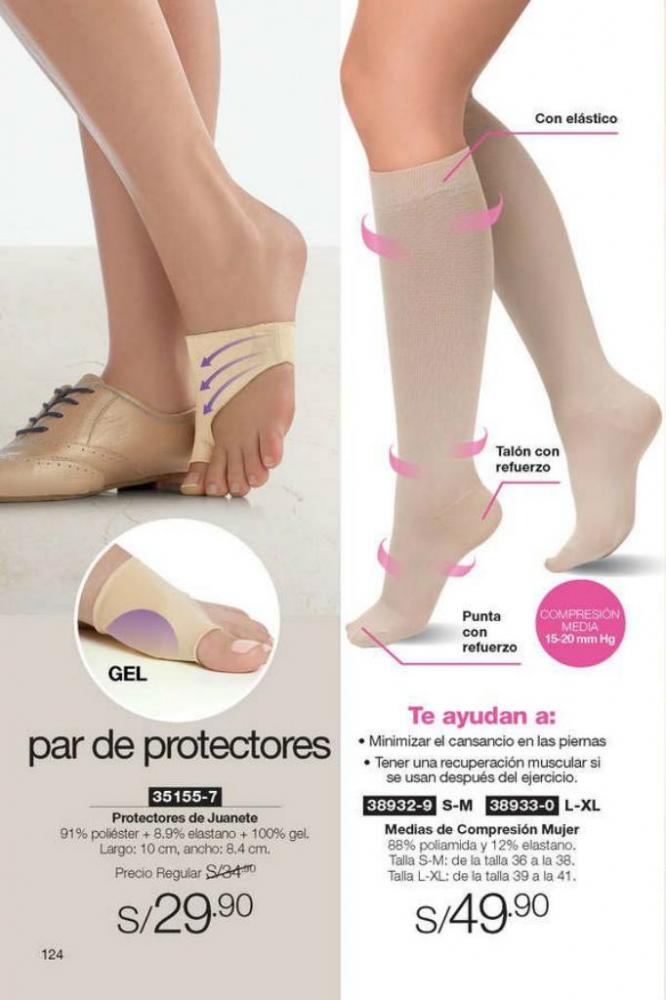 GEL
par de protectores
35155-7
Protectores de Juanete
91% poliéster + 8.9% elastano + 100% gel.
Largo: 10 cm, ancho: 8.4 cm.
Precio Regular S/34.90
S/29.90
124
Con elástico
Talón con
refuerzo
Punta
con
refuerzo
COMPRESIÓN
MEDIA
15-20 mm Hg
Te ayudan a:
• Minimizar el cansancio en las piernas
• Tener una recuperación muscular si
se usan después del ejercicio.
38932-9 S-M 38933-0 L-XL
Medias de Compresión Mujer
88% poliamida y 12% elastano.
Talla S-M: de la talla 36 a la 38.
Talla L-XL: de la talla 39 a la 41.
S/49.90